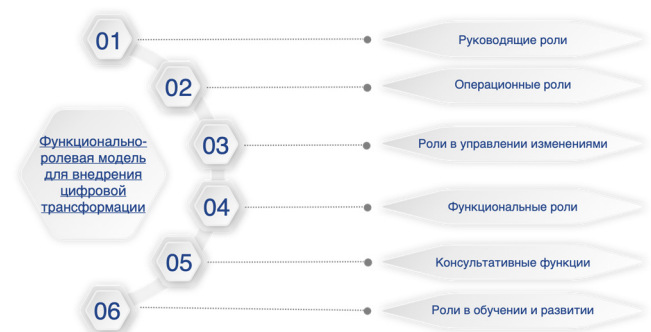 01
Руководящие роли
02
Операционные роли
03
Роли в управлении изменениями
Функционально-
ролевая модель
для внедрения
цифровой
трансформации
04
Функциональные роли
05
Консультативные функции
06
Роли в обучении и развитии